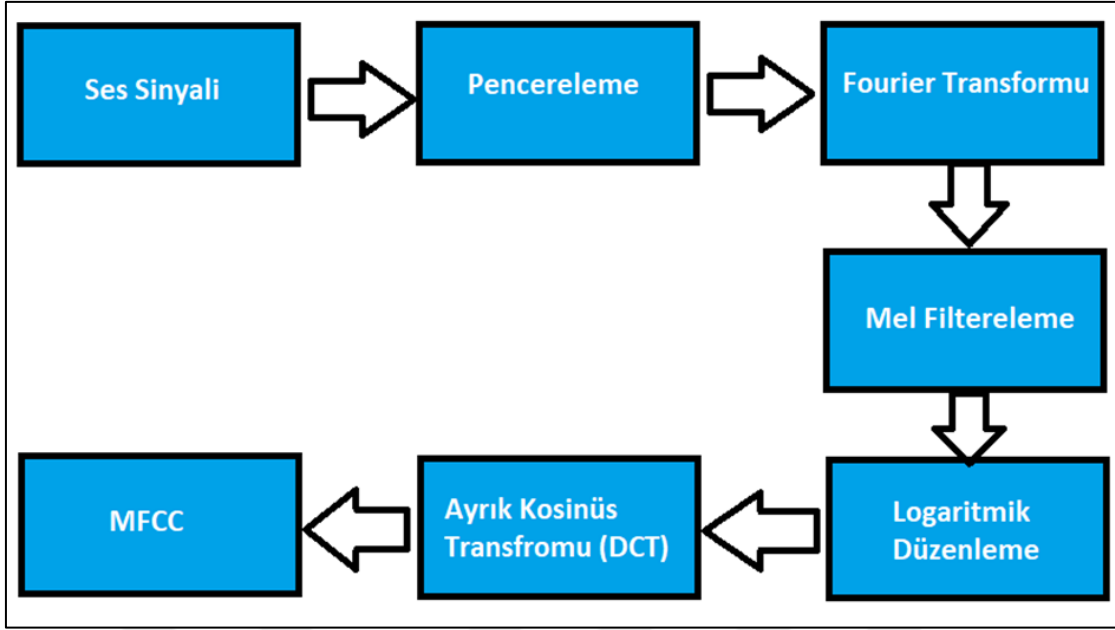 Ses Sinyali
Pencereleme
Fourier Transformu
Mel Filtereleme
Logaritmik
Düzenleme
Ayrık Kosinüs
Transfromu (DCT)
MFCC